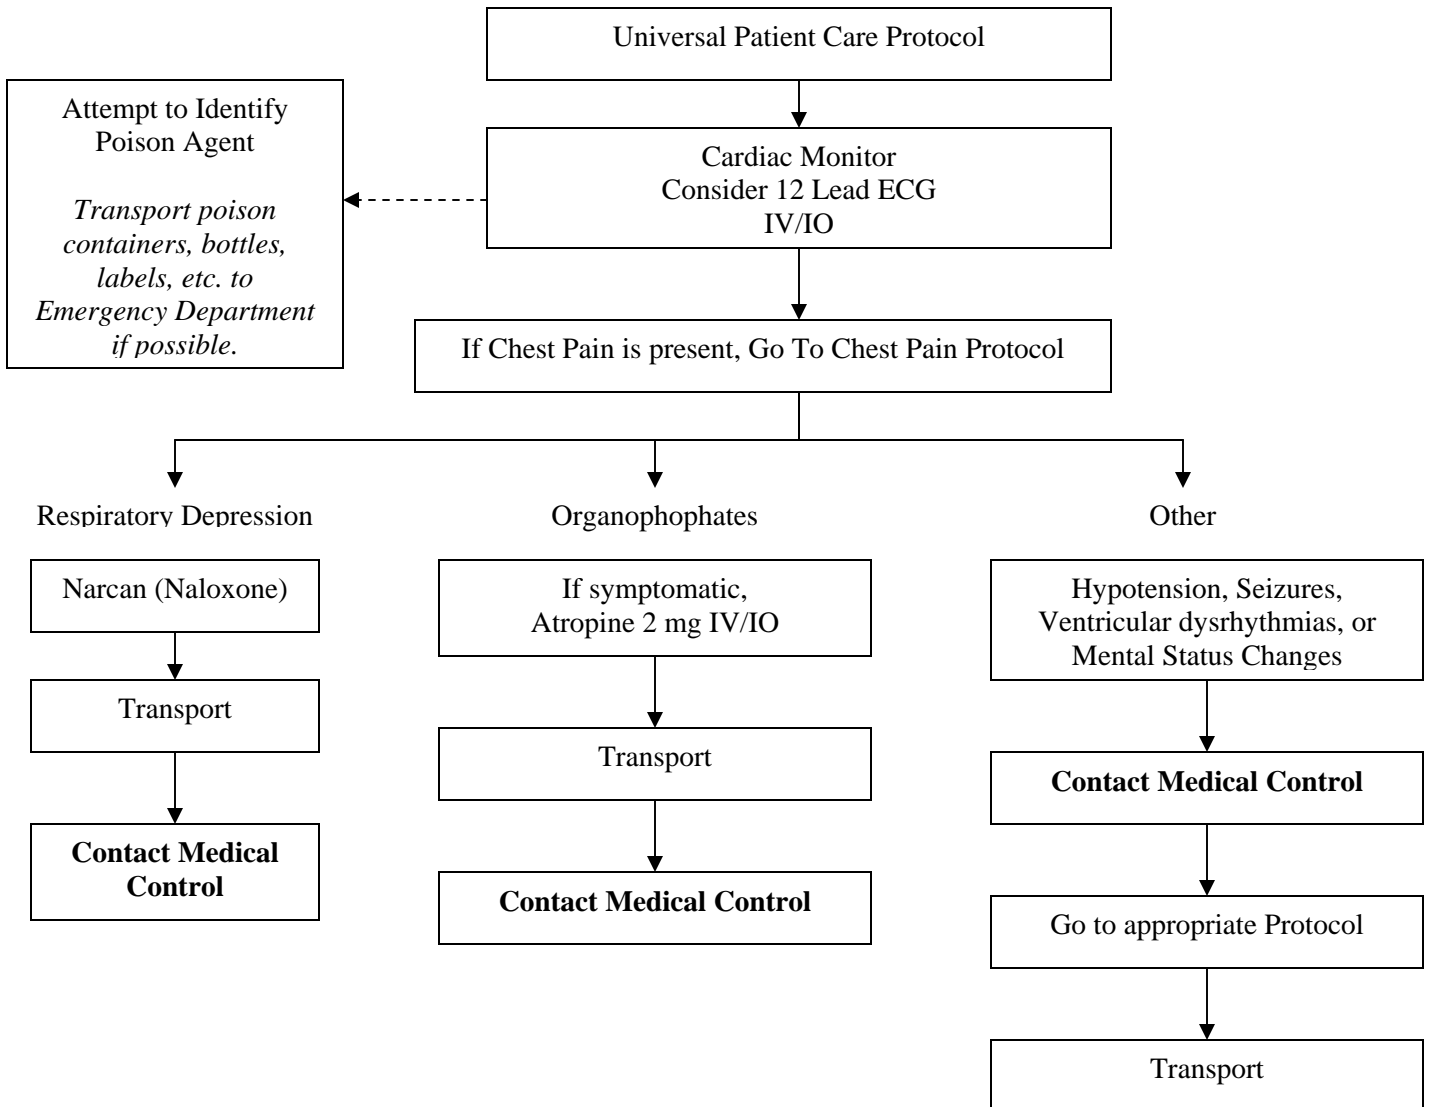 Universal Patient Care Protocol
Attempt to Identify
Poison Agent
Transport poison
containers, bottles,
labels, etc. to
Emergency Department
if possible.
Cardiac Monitor
Consider 12 Lead ECG
IV/IO
If Chest Pain is present, Go To Chest Pain Protocol
Respiratory Depression
Narcan (Naloxone)
Transport
Contact Medical
Control
Organophophates
If symptomatic,
Atropine 2 mg IV/IO
Transport
Contact Medical Control
Other
Hypotension, Seizures,
Ventricular dysrhythmias, or
Mental Status Changes
Contact Medical Control
Go to appropriate Protocol
Transport